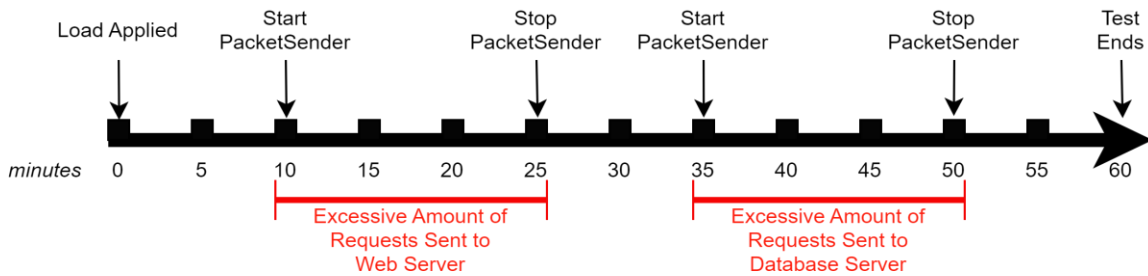 Load Applied
Start
PacketSender
Stop
PacketSender
Start
PacketSender
Stop
PacketSender
Test
Ends
minutes 0 5 10 15 20 25 30 35 40 45 50 55 60
Excessive Amount of
Requests Sent to
Web Server
Excessive Amount of
Requests Sent to
Database Server